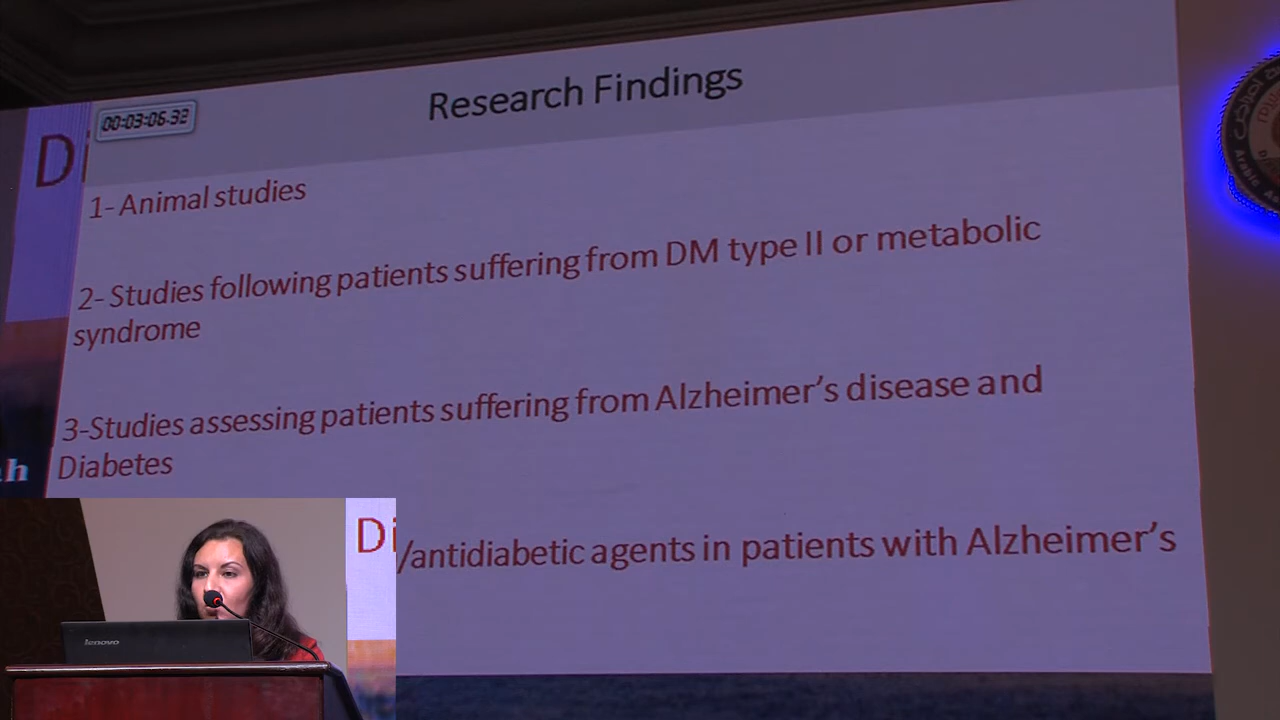 Research Findings
00:03:06.32
Di
1- Animal studies
2- Studies following patients suffering from DM type II or metabolic
syndrome
3-Studies assessing patients suffering from Alzheimer's disease and
Diabetes
/antidiabetic agents in patients with Alzheimer's
Di
lenovo